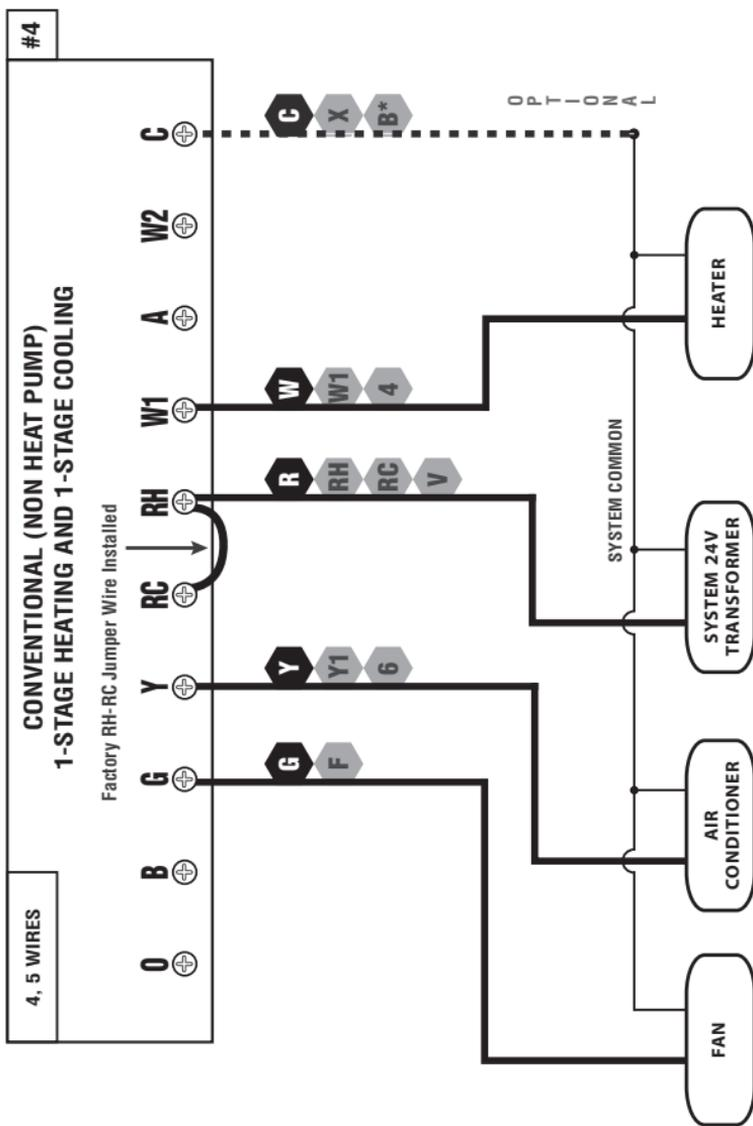 4, 5 WIRES
#4
CONVENTIONAL (NON HEAT PUMP)
1-STAGE HEATING AND 1-STAGE COOLING
Factory RH-RC Jumper Wire Installed
O B G Y RC RH W1 A W2 C
G Y R W C
F Y1 RH W1 X
6 RC 4 B*
V
OPTIONAL
SYSTEM COMMON
FAN
AIR
CONDITIONER
SYSTEM 24V
TRANSFORMER
HEATER